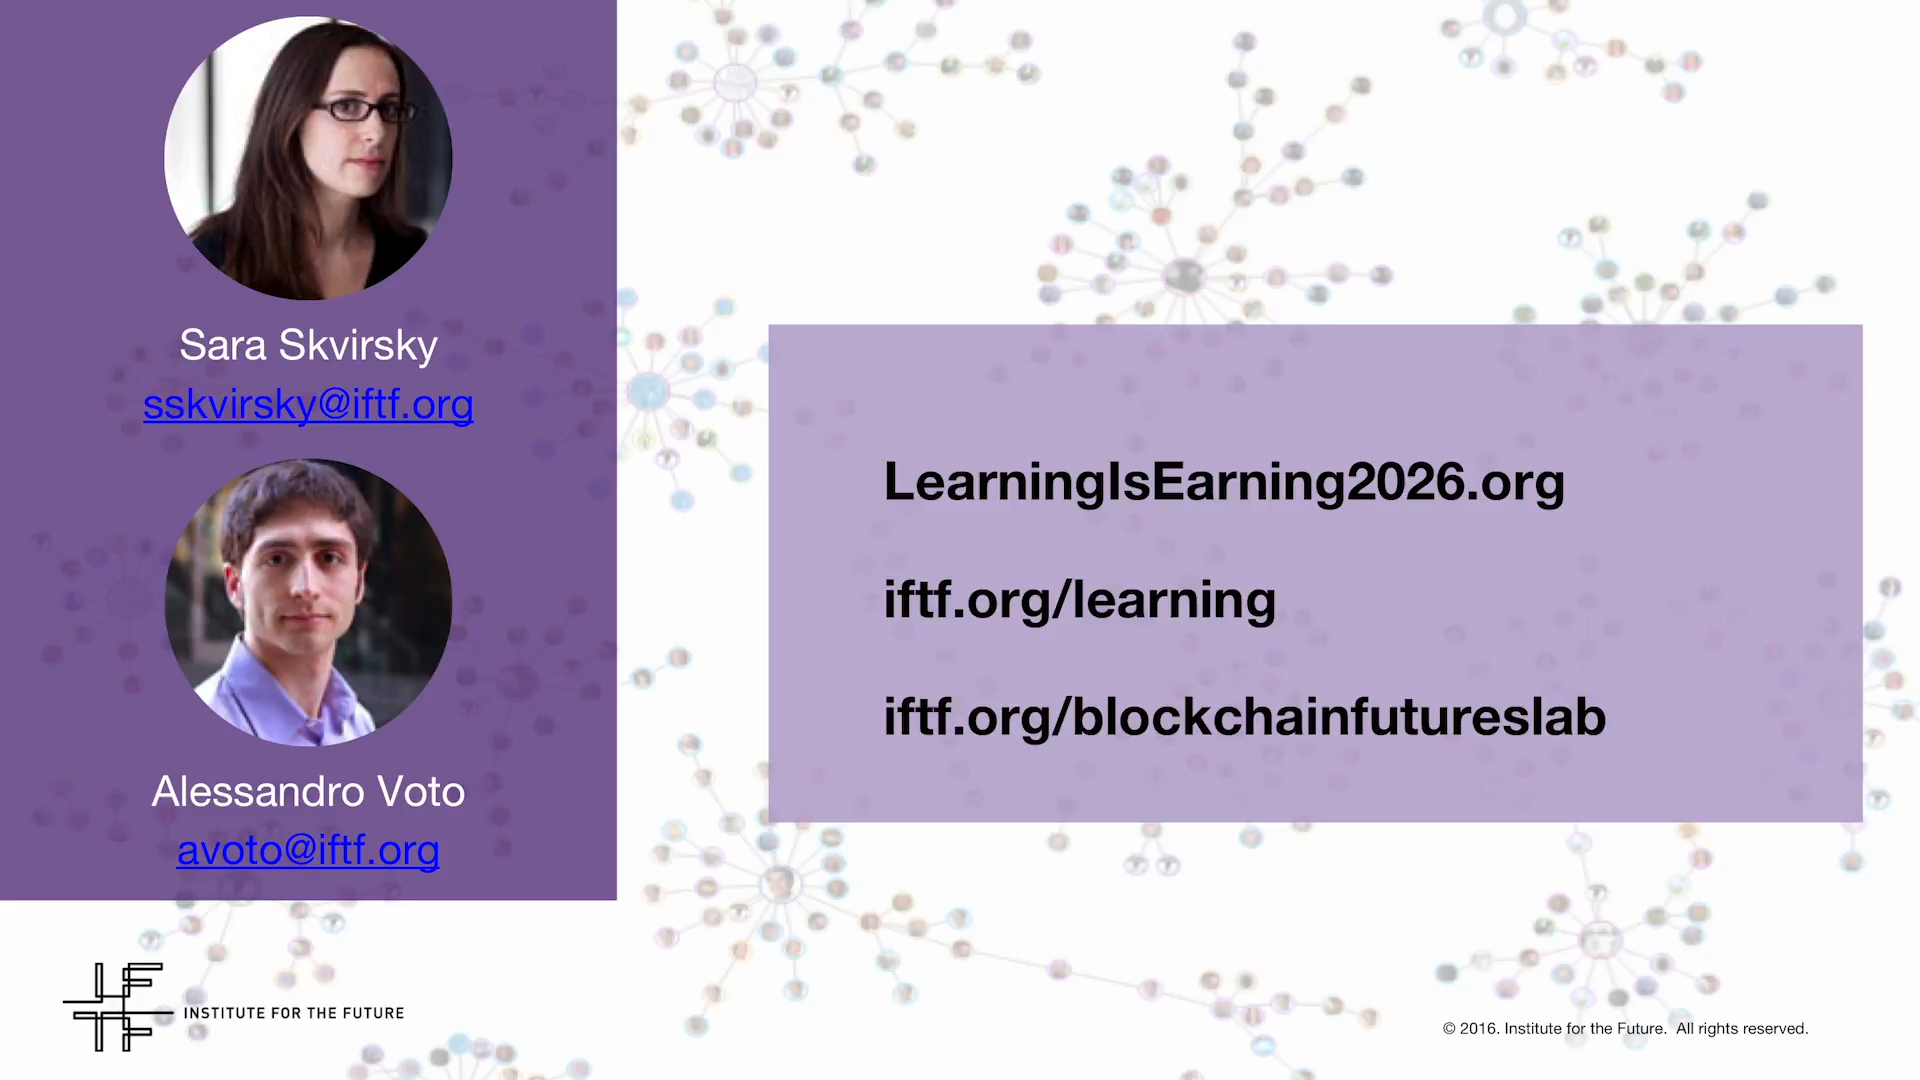 Sara Skvirsky
sskvirsky@iftf.org
Alessandro Voto
avoto@iftf.org
LearningIsEarning2026.org
iftf.org/learning
iftf.org/blockchainfutureslab
INSTITUTE FOR THE FUTURE
© 2016. Institute for the Future. All rights reserved.